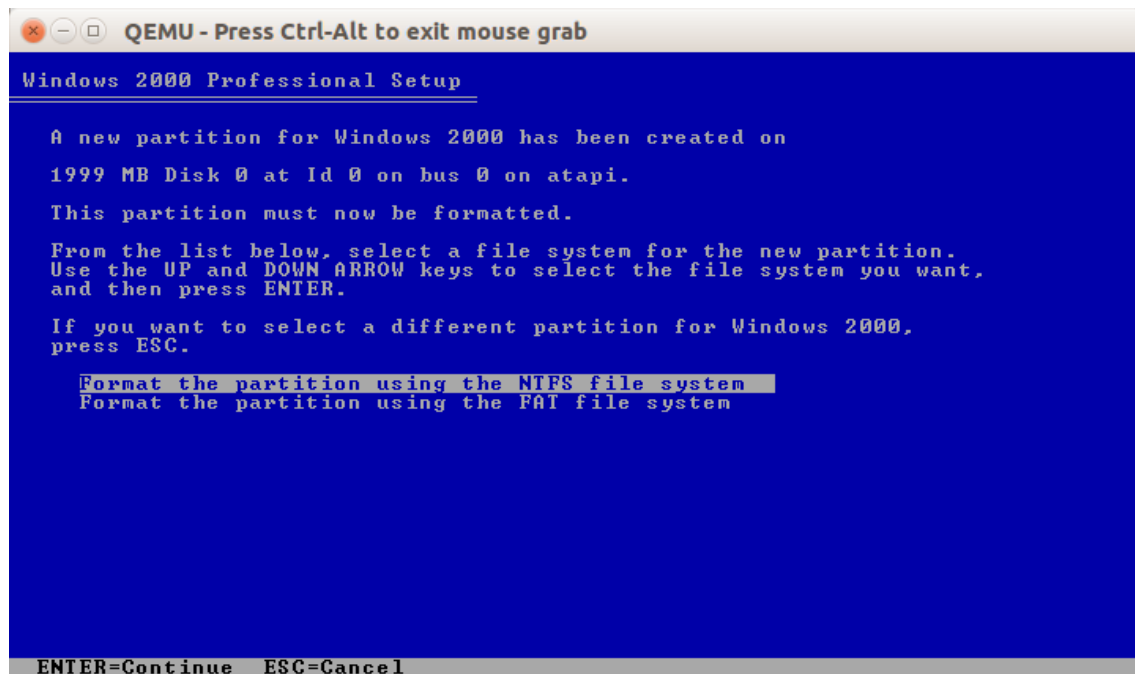 QEMU - Press Ctrl-Alt to exit mouse grab
Windows 2000 Professional Setup
A new partition for Windows 2000 has been created on
1999 MB Disk 0 at Id 0 on bus 0 on atapi.
This partition must now be formatted.
From the list below, select a file system for the new partition.
Use the UP and DOWN ARROW keys to select the file system you want,
and then press ENTER.
If you want to select a different partition for Windows 2000,
press ESC.
Format the partition using the NTFS file system
Format the partition using the FAT file system
ENTER=Continue ESC=Cancel